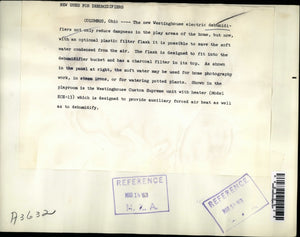 NEW USES FOR DEHUMIDIFIERS
COLUMBUS, Ohio ---- The new Westinghouse electric dehumidi-
fiers not only reduce dampness in the play areas of the home, but now,
with an optional plastic filter flask it is possible to save the soft
water condensed from the air. The flask is designed to fit into the
dehumidifier bucket and has a charcoal filter in its top. As shown
in the panel at right, the soft water may be used for home photography
work, in steam irons, or for watering potted plants. Shown in the
playroom is the Westinghouse Custom Supreme unit with heater (Model
which is designed to provide auxiliary forced air heat as well
as to dehumidify.
REFERENCE
MAR
REFERENCE
MAR
A3632